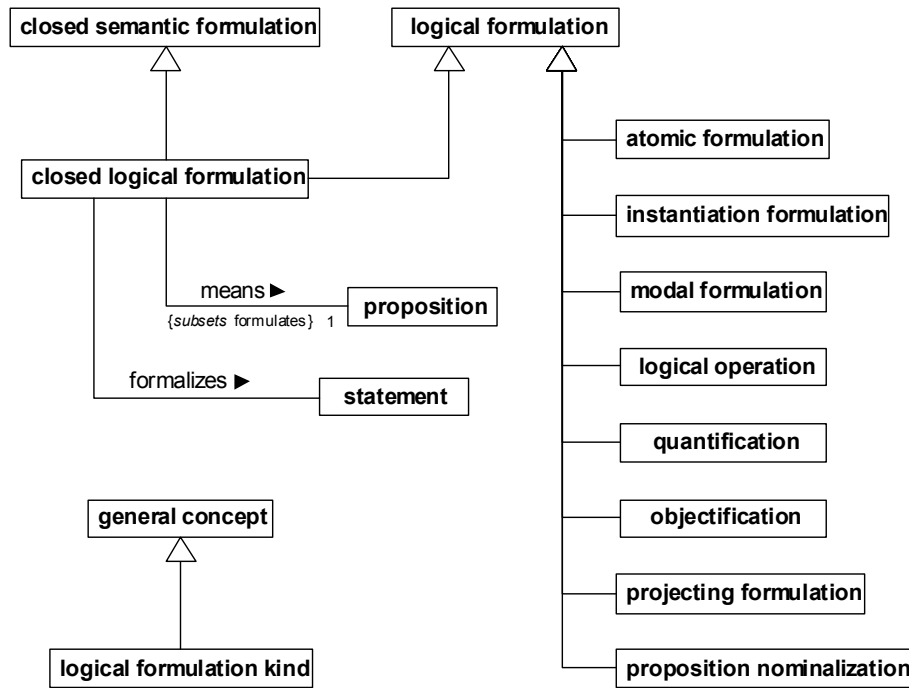 closed semantic formulation
logical formulation
atomic formulation
closed logical formulation
instantiation formulation
means ►
{subsets formulates} 1
proposition
modal formulation
formalizes ►
statement
logical operation
quantification
general concept
objectification
projecting formulation
logical formulation kind
proposition nominalization